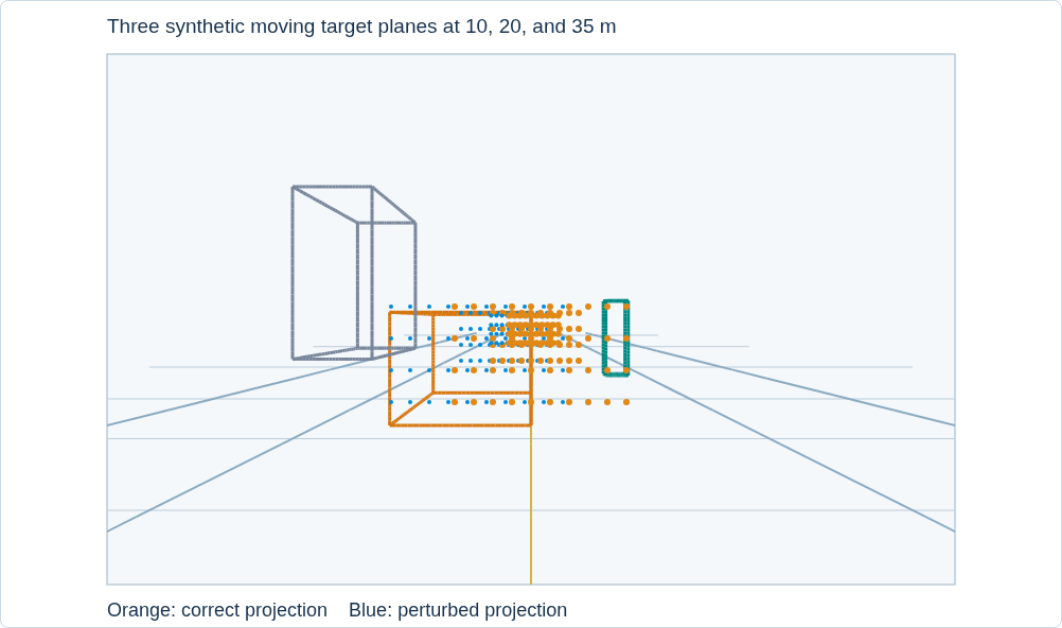 Three synthetic moving target planes at 10, 20, and 35 m
Orange: correct projection Blue: perturbed projection